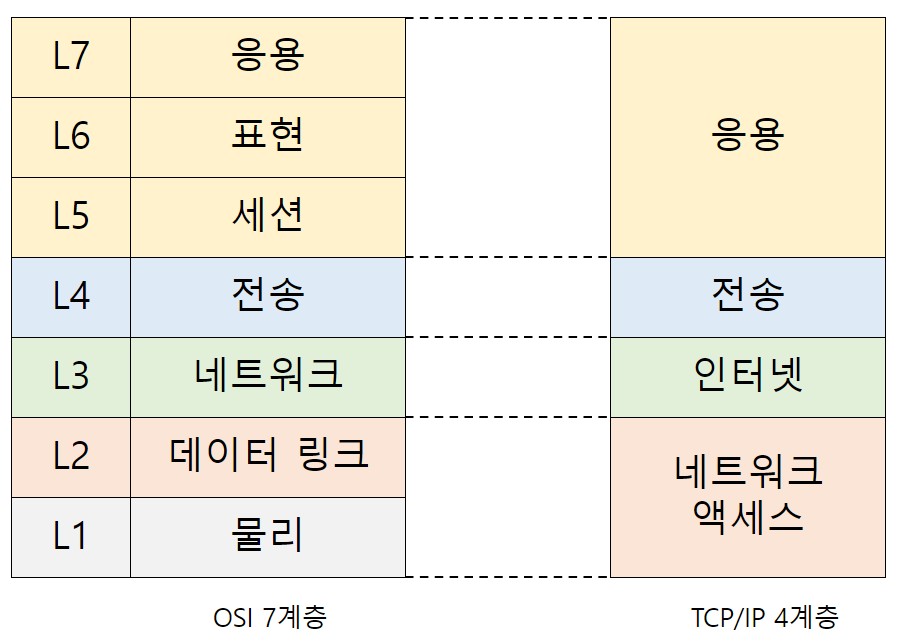 L7 응용
L6 표현
L5 세션
응용
L4 전송
전송
L3 네트워크
인터넷
L2 데이터 링크
L1 물리
네트워크
액세스
OSI 7계층
TCP/IP 4계층